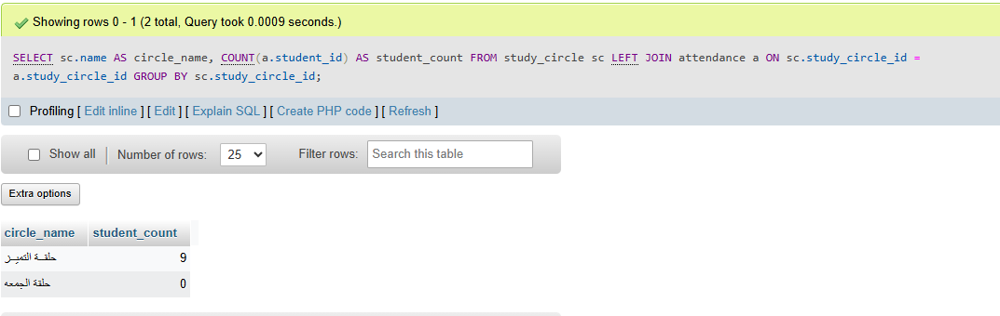 Showing rows 0 - 1 (2 total, Query took 0.0009 seconds.)
SELECT sc.name AS circle_name, COUNT(a.student_id) AS student_count FROM study_circle sc LEFT JOIN attendance a ON sc.study_circle_id =
a.study_circle_id GROUP BY sc.study_circle_id;
Profiling [ Edit inline ] [ Edit ] [ Explain SQL ] [ Create PHP code ] [ Refresh ]
Show all Number of rows: 25 Filter rows: Search this table
Extra options
circle_name student_count
حلقــة التميـز 9
حلقة الجمعه 0